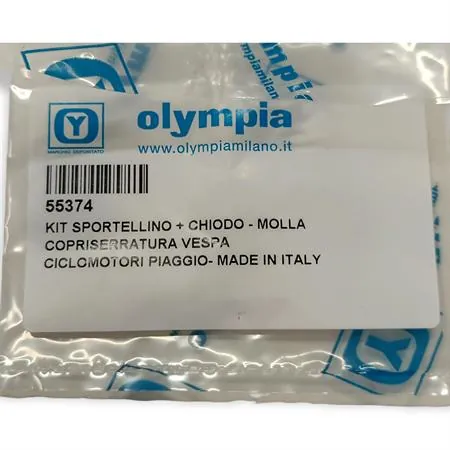 Y
MARCHIO DEPOSITATO
olympia
www.olympiamilano.it
55374
KIT SPORTELLINO + CHIODO - MOLLA
COPRISERRATURA VESPA
CICLOMOTORI PIAGGIO- MADE IN ITALY